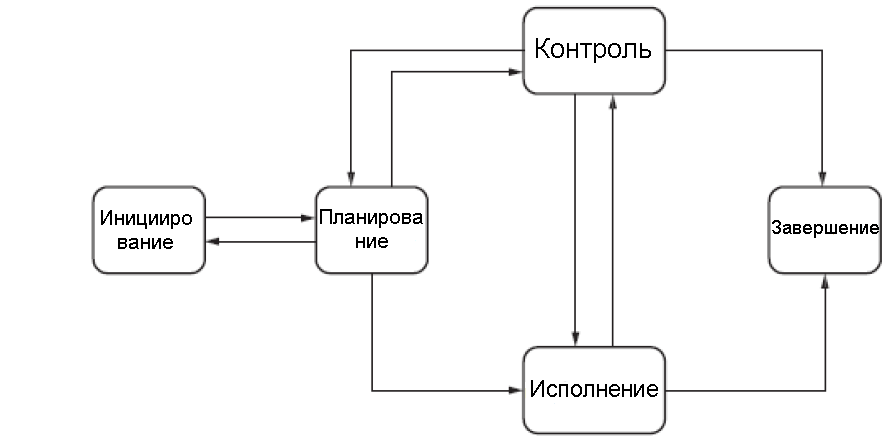 Контроль
Иницииро
вание
Планирова
ние
Завершение
Исполнение